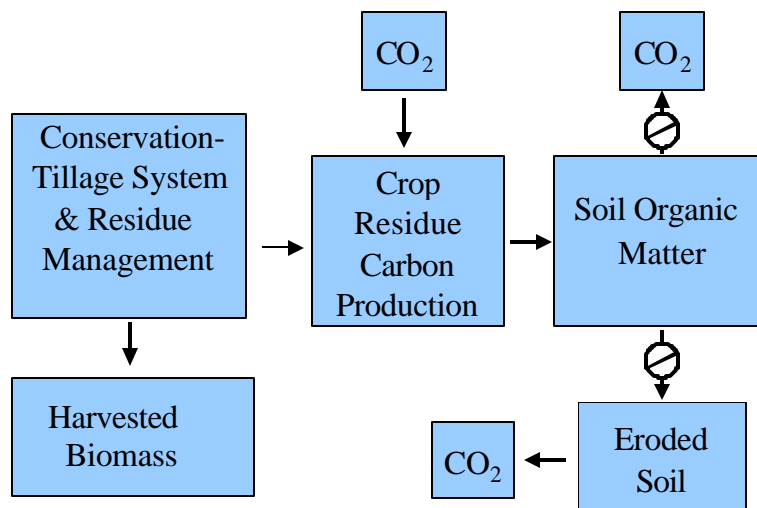 CO₂
CO₂
Conservation-
Tillage System
& Residue
Management
Crop
Residue
Carbon
Production
Soil Organic
Matter
Harvested
Biomass
CO₂
Eroded
Soil